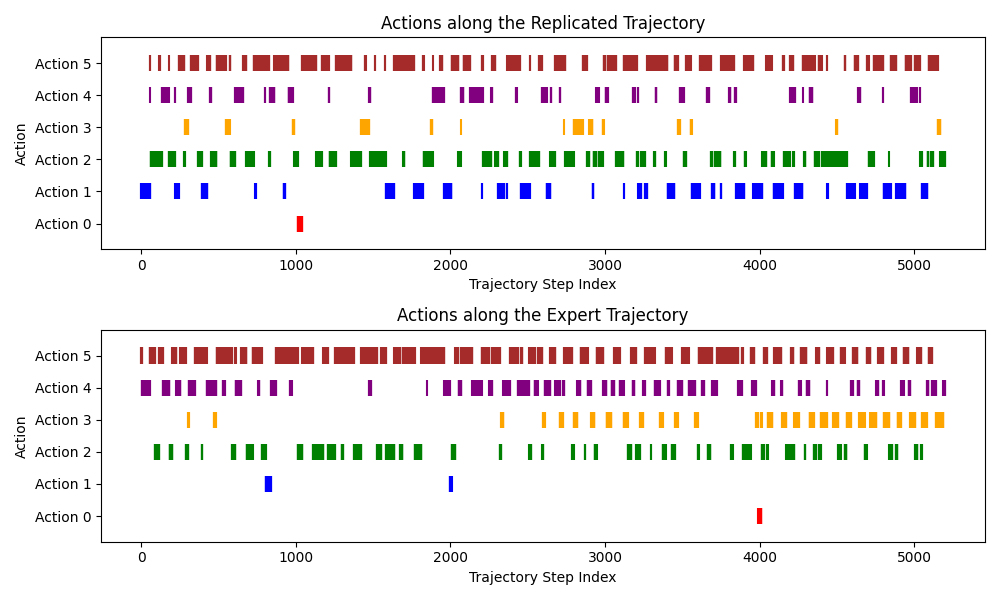 Actions along the Replicated Trajectory
Action
Action 5
Action 4
Action 3
Action 2
Action 1
Action 0
0 1000 2000 3000 4000 5000
Trajectory Step Index
Actions along the Expert Trajectory
Action
Action 5
Action 4
Action 3
Action 2
Action 1
Action 0
0 1000 2000 3000 4000 5000
Trajectory Step Index